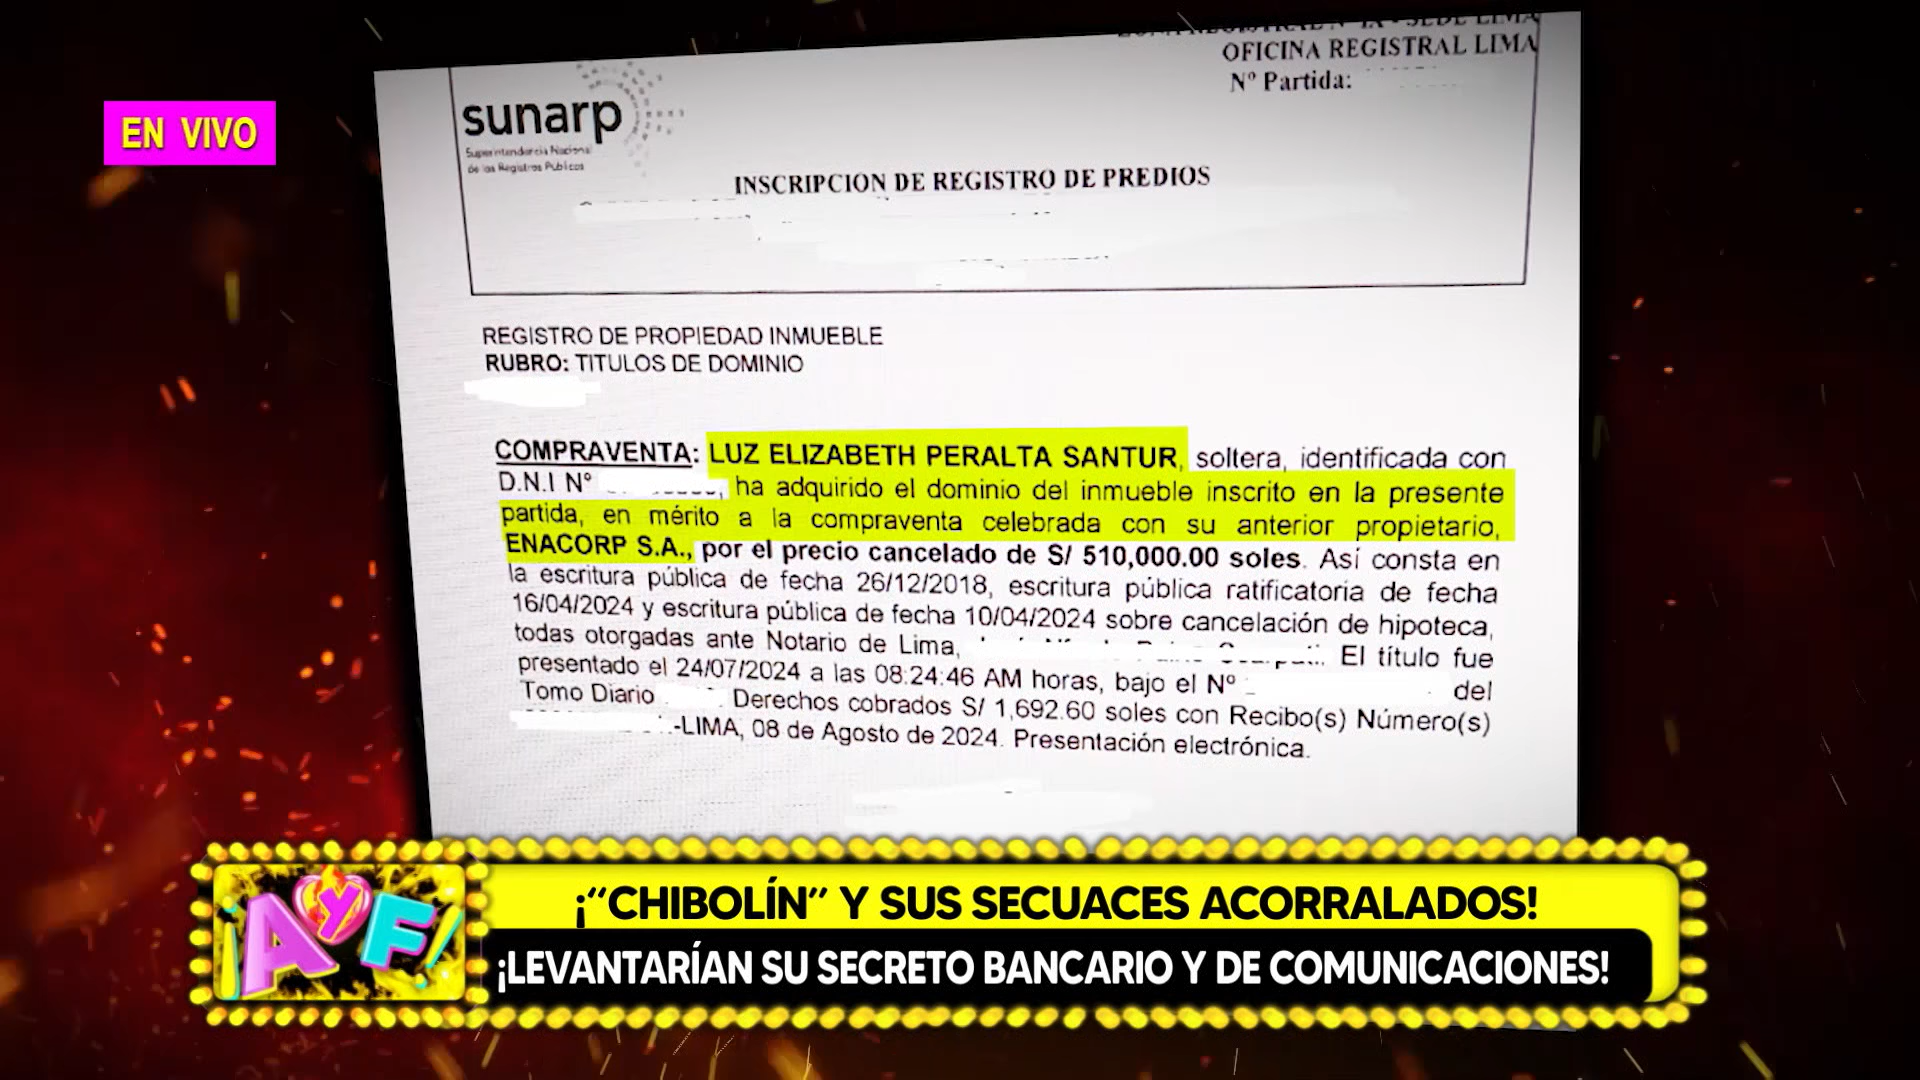 EN VIVO
OFICINA REGISTRAL LIMA
Nº Partida:
sunarp
Superintendencia Nacional
de los Registros Públicos
INSCRIPCION DE REGISTRO DE PREDIOS
REGISTRO DE PROPIEDAD INMUEBLE
RUBRO: TITULOS DE DOMINIO
COMPRAVENTA: LUZ ELIZABETH PERALTA SANTUR, soltera, identificada con
D.N.I Nº , ha adquirido el dominio del inmueble inscrito en la presente
partida, en mérito a la compraventa celebrada con su anterior propietario,
ENACORP S.A., por el precio cancelado de S/ 510,000.00 soles. Así consta en
la escritura pública de fecha 26/12/2018, escritura pública ratificatoria de fecha
16/04/2024 y escritura pública de fecha 10/04/2024 sobre cancelación de hipoteca,
todas otorgadas ante Notario de Lima, El título fue
presentado el 24/07/2024 a las 08:24:46 AM horas, bajo el Nº del
Tomo Diario . Derechos cobrados S/ 1,692.60 soles con Recibo(s) Número(s)
-LIMA, 08 de Agosto de 2024. Presentación electrónica.
¡AYF!
¡“CHIBOLÍN” Y SUS SECUACES ACORRALADOS!
¡LEVANTARÍAN SU SECRETO BANCARIO Y DE COMUNICACIONES!